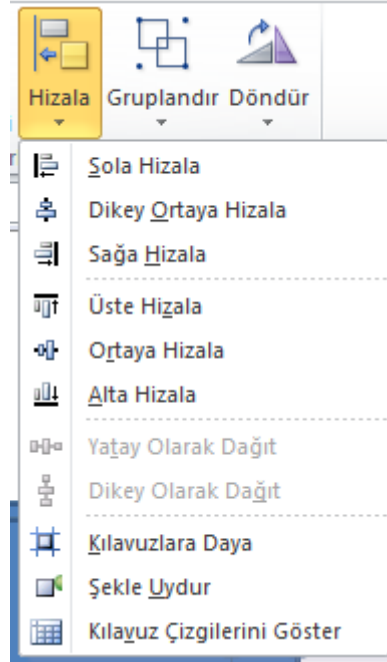 Hizala Gruplandır Döndür
Sola Hizala
Dikey Ortaya Hizala
Sağa Hizala
Üste Hizala
Ortaya Hizala
Alta Hizala
Yatay Olarak Dağıt
Dikey Olarak Dağıt
Kılavuzlara Daya
Şekle Uydur
Kılavuz Çizgilerini Göster